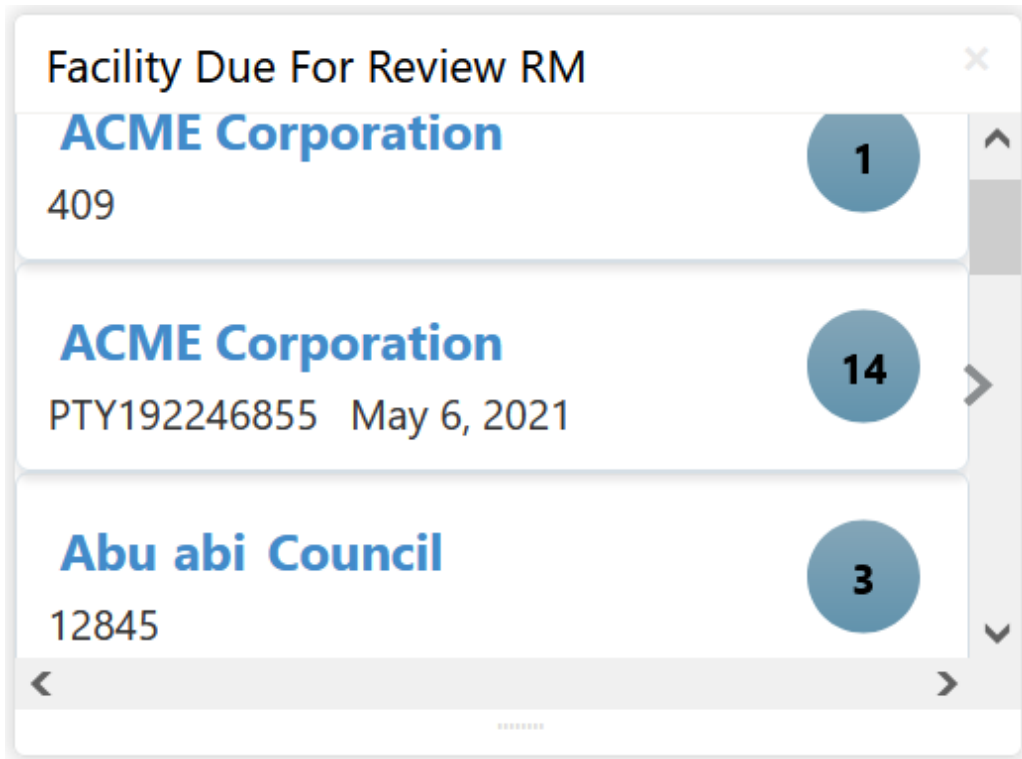 Facility Due For Review RM
ACME Corporation
1
409
ACME Corporation
14
PTY192246855 May 6, 2021
Abu abi Council
3
12845